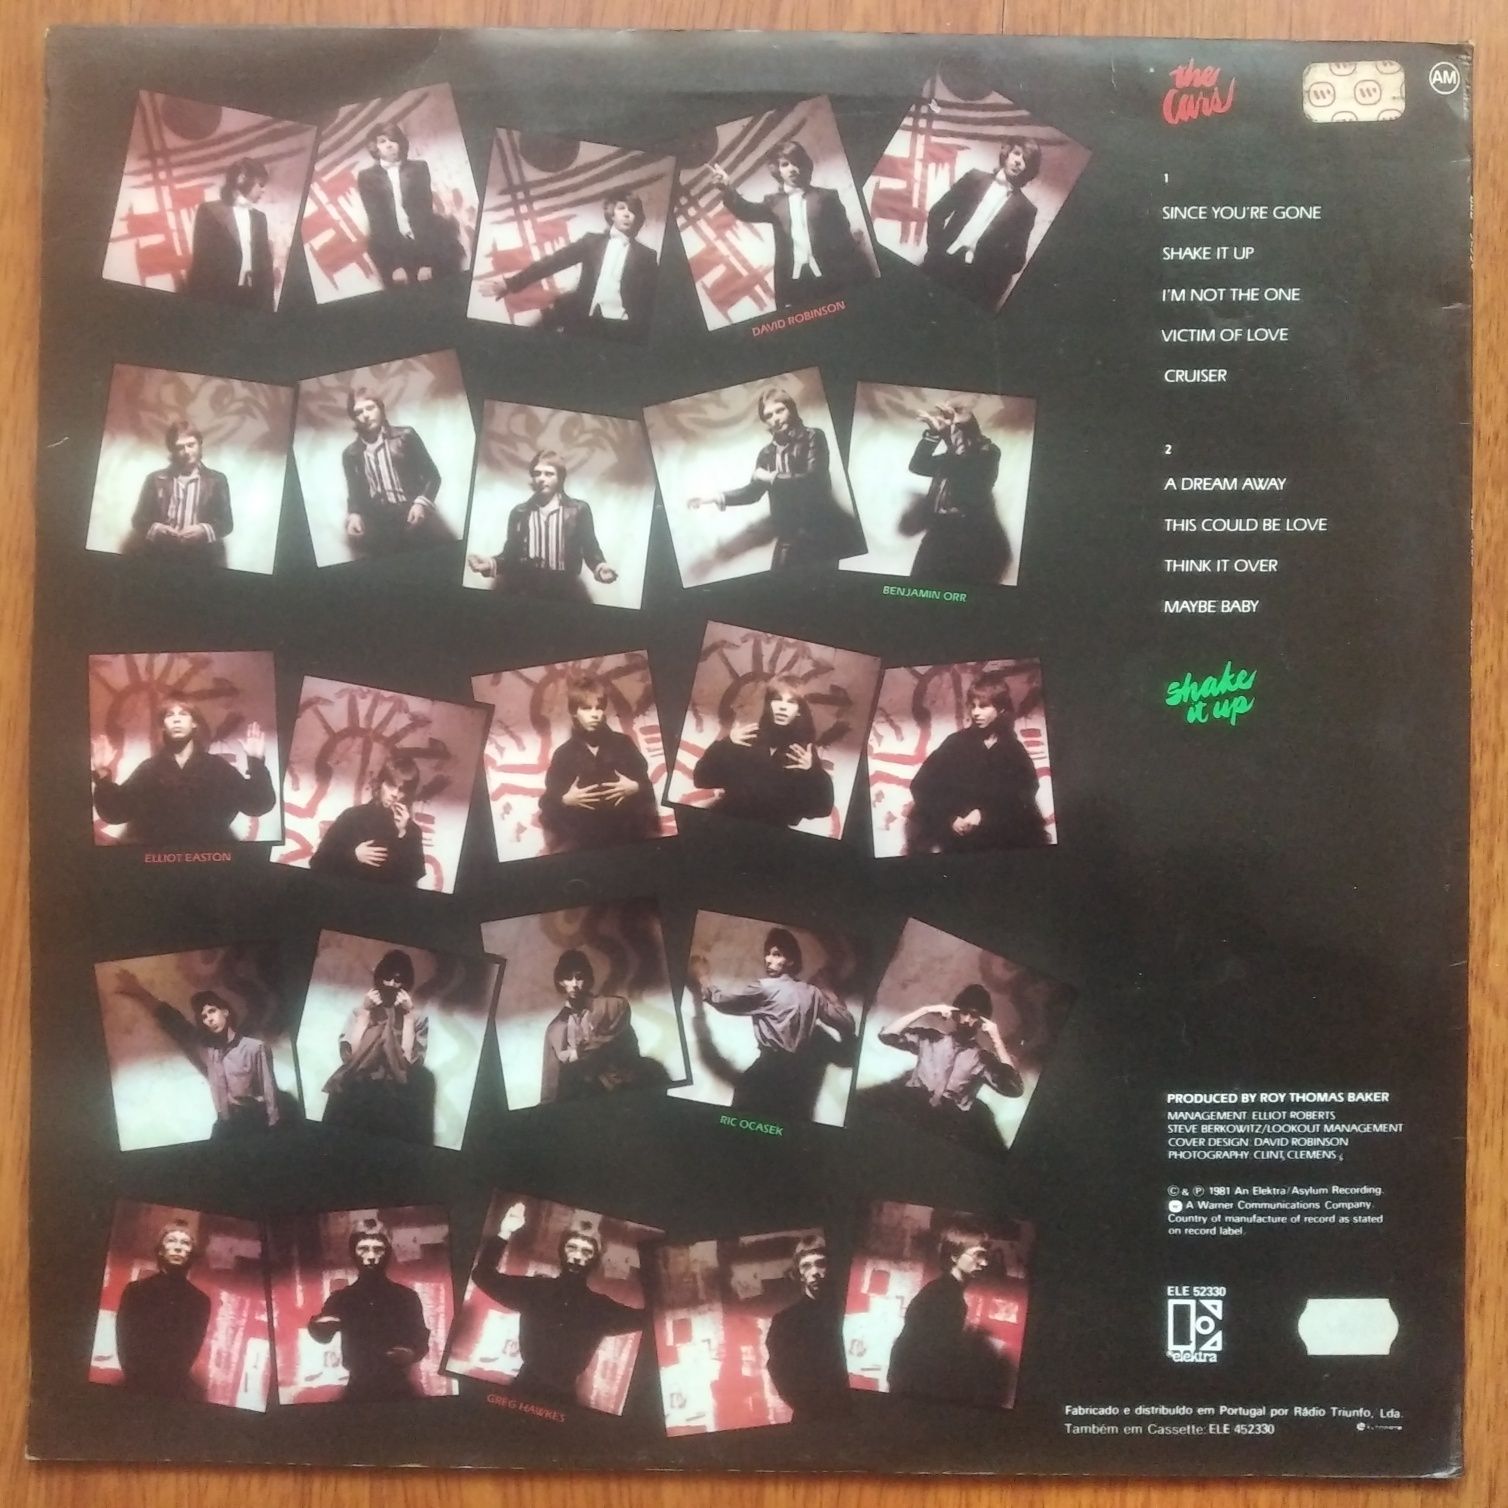 the
Cars
AM
1
SINCE YOU'RE GONE
SHAKE IT UP
I'M NOT THE ONE
VICTIM OF LOVE
CRUISER
2
A DREAM AWAY
THIS COULD BE LOVE
THINK IT OVER
MAYBE BABY
shake
it up
DAVID ROBINSON
BENJAMIN ORR
ELLIOT EASTON
RIC OCASEK
GREG HAWKES
PRODUCED BY ROY THOMAS BAKER
MANAGEMENT: ELLIOT ROBERTS
STEVE BERKOWITZ/LOOKOUT MANAGEMENT
COVER DESIGN: DAVID ROBINSON
PHOTOGRAPHY: CLINT CLEMENS
© & ℗ 1981 An Elektra/Asylum Recording.
A Warner Communications Company.
Country of manufacture of record as stated
on record label.
ELE 52330
elektra
Fabricado e distribuído em Portugal por Rádio Triunfo, Lda.
Também em Cassette: ELE 452330